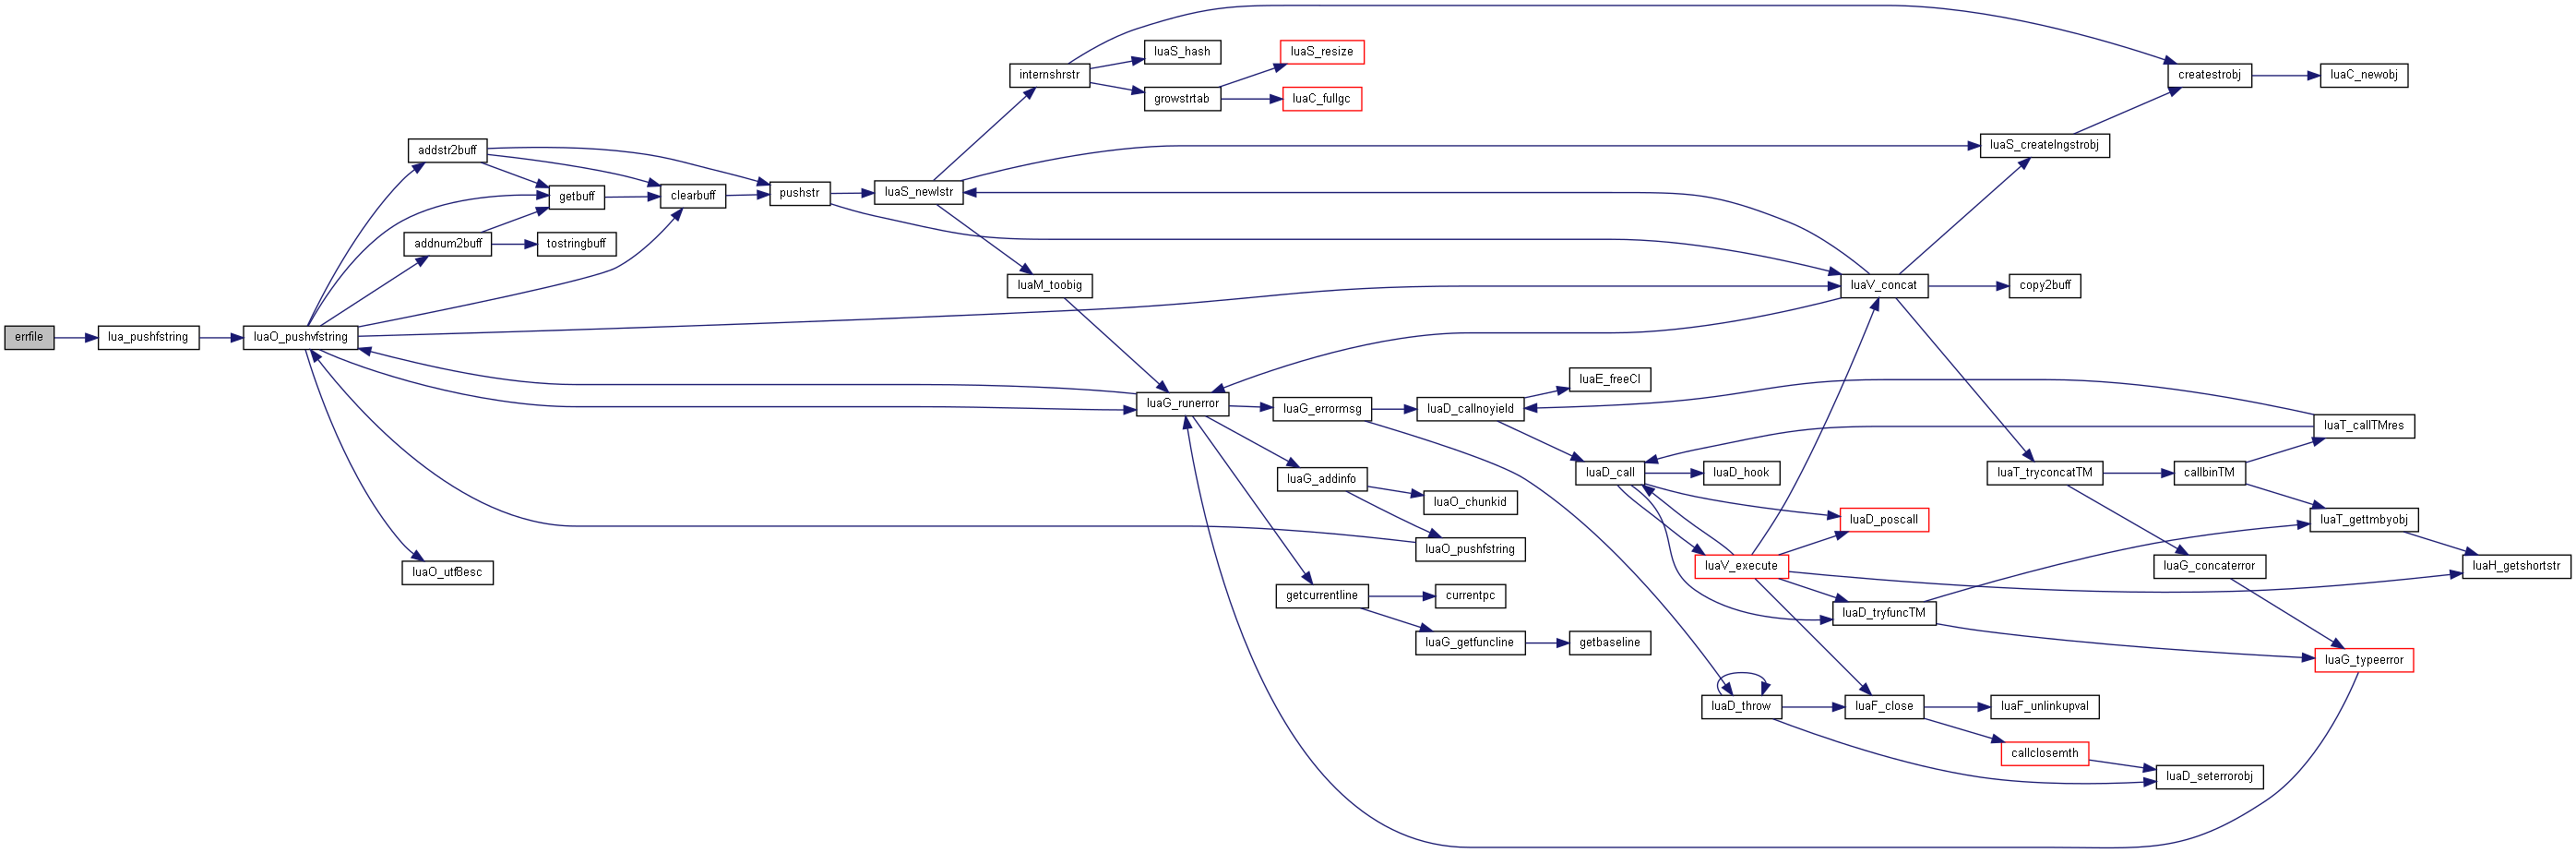 errfile
lua_pushfstring
luaO_pushvfstring
addstr2buff
getbuff
addnum2buff
tostringbuff
clearbuff
pushstr
luaS_newlstr
internshrstr
luaS_hash
growstrtab
luaS_resize
luaC_fullgc
luaM_toobig
createstrobj
luaC_newobj
luaS_createlngstrobj
luaV_concat
copy2buff
luaG_runerror
luaG_errormsg
luaD_callnoyield
luaE_freeCI
luaD_call
luaD_hook
luaG_addinfo
luaO_chunkid
luaO_pushfstring
luaO_utf8esc
getcurrentline
currentpc
luaG_getfuncline
getbaseline
luaD_poscall
luaV_execute
luaD_tryfuncTM
luaD_throw
luaF_close
luaF_unlinkupval
callclosemth
luaD_seterrorobj
luaT_tryconcatTM
callbinTM
luaT_callTMres
luaT_gettmbyobj
luaG_concaterror
luaH_getshortstr
luaG_typeerror